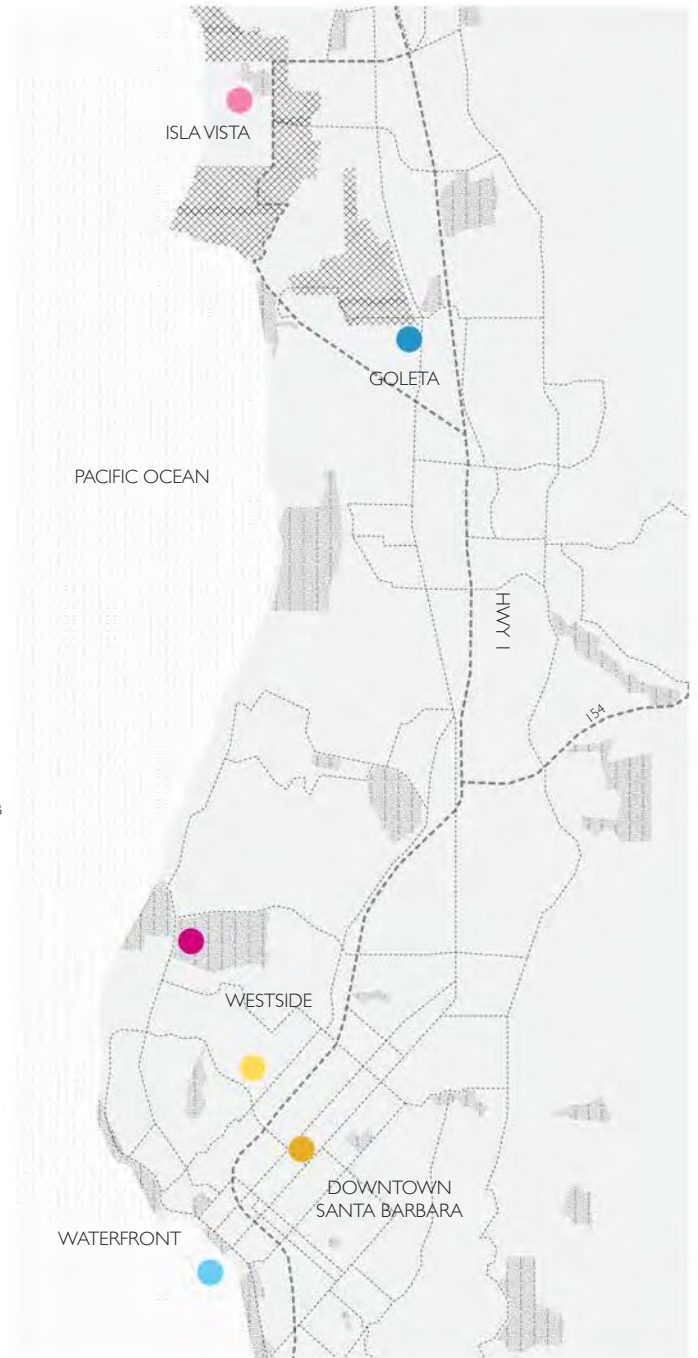 ISLA VISTA
GOLETA
PACIFIC OCEAN
HWY 1
154
WESTSIDE
DOWNTOWN
SANTA BARBARA
WATERFRONT